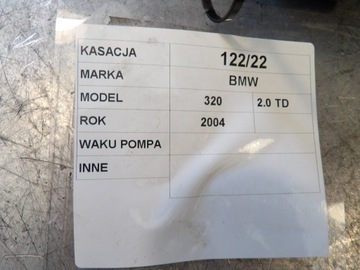 KASACJA 122/22
MARKA BMW
MODEL 320 2.0 TD
ROK 2004
WAKU POMPA
INNE